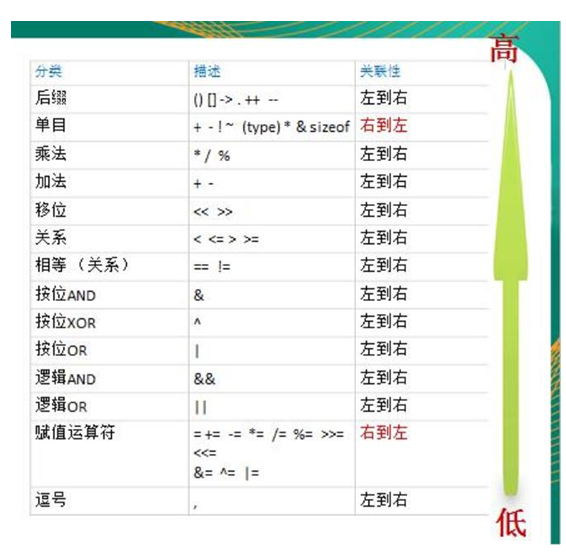 高
分类 描述 关联性
后缀 () [] -> . ++ -- 左到右
单目 + - ! ~ (type) * & sizeof 右到左
乘法 * / % 左到右
加法 + - 左到右
移位 << >> 左到右
关系 < <= > >= 左到右
相等 （关系） == != 左到右
按位AND & 左到右
按位XOR ^ 左到右
按位OR | 左到右
逻辑AND && 左到右
逻辑OR || 左到右
赋值运算符 = += -= *= /= %= >>= 右到左
<<=
&= ^= |=
逗号 , 左到右
低